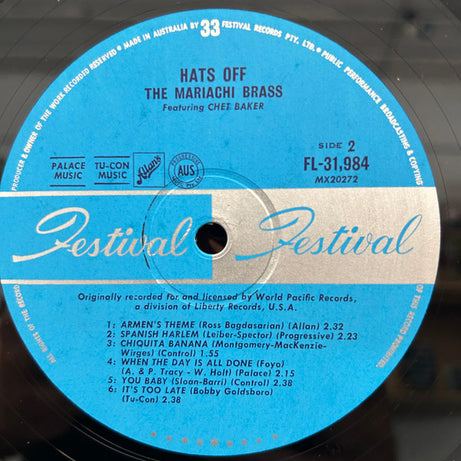 ★ MADE IN AUSTRALIA BY 33 FESTIVAL RECORDS PTY. LTD. ★ PUBLIC PERFORMANCE, BROADCASTING & COPYING
PRODUCER & OWNER OF THE WORK RECORDED RESERVED
HATS OFF
THE MARIACHI BRASS
Featuring CHET BAKER
SIDE 2
PALACE MUSIC
TU-CON MUSIC
Allans
AUS
FL-31,984
MX20272
Festival Festival
Originally recorded for and licensed by World Pacific Records,
a division of Liberty Records, U.S.A.
1: ARMEN'S THEME (Ross Bagdasarian) (Allan) 2.32
2: SPANISH HARLEM (Leiber-Spector) (Progressive) 2.23
3: CHIQUITA BANANA (Montgomery-MacKenzie-
Wirges) (Control) 1.55
4: WHEN THE DAY IS ALL DONE (Foyo)
(A. & P. Tracy - W. Holt) (Palace) 2.15
5: YOU BABY (Sloan-Barri) (Control) 2.38
6: IT'S TOO LATE (Bobby Goldsboro)
(Tu-Con) 2.38